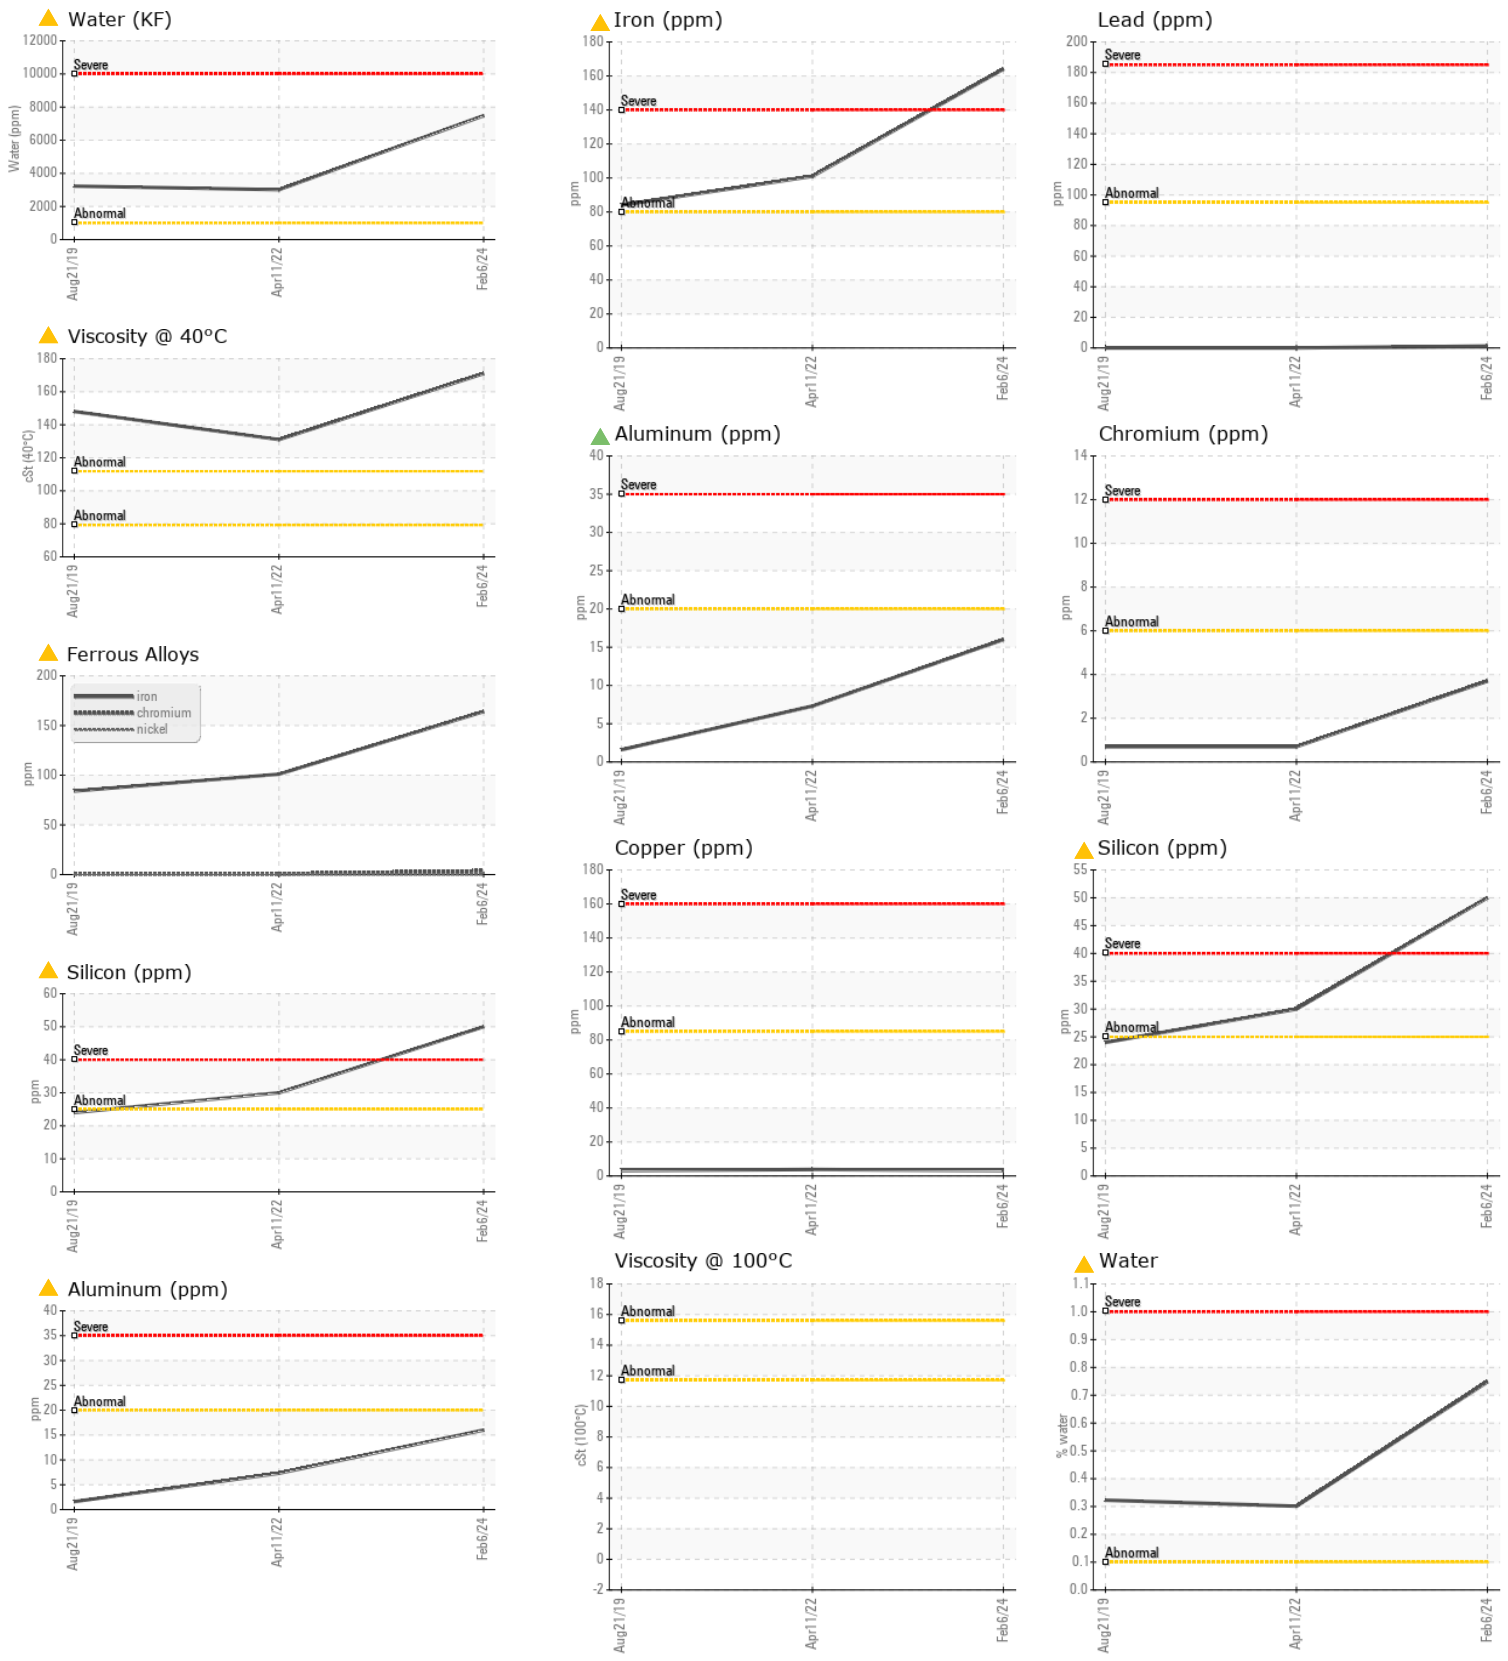 Water (KF)
12000
10000
8000
6000
4000
2000
0
Water (ppm)
Severe
Abnormal
Aug21/19
Apr11/22
Feb6/24
Viscosity @ 40°C
180
160
140
120
100
80
60
cSt (40°C)
Abnormal
Abnormal
Aug21/19
Apr11/22
Feb6/24
Ferrous Alloys
200
150
100
50
0
ppm
iron
chromium
nickel
Aug21/19
Apr11/22
Feb6/24
Silicon (ppm)
60
50
40
30
20
10
0
ppm
Severe
Abnormal
Aug21/19
Apr11/22
Feb6/24
Aluminum (ppm)
40
35
30
25
20
15
10
5
0
ppm
Severe
Abnormal
Aug21/19
Apr11/22
Feb6/24
Iron (ppm)
180
160
140
120
100
80
60
40
20
0
ppm
Severe
Abnormal
Aug21/19
Apr11/22
Feb6/24
Aluminum (ppm)
40
35
30
25
20
15
10
5
0
ppm
Severe
Abnormal
Aug21/19
Apr11/22
Feb6/24
Copper (ppm)
180
160
140
120
100
80
60
40
20
0
ppm
Severe
Abnormal
Aug21/19
Apr11/22
Feb6/24
Viscosity @ 100°C
18
16
14
12
10
8
6
4
2
0
-2
cSt (100°C)
Abnormal
Abnormal
Aug21/19
Apr11/22
Feb6/24
Lead (ppm)
200
180
160
140
120
100
80
60
40
20
0
ppm
Severe
Abnormal
Aug21/19
Apr11/22
Feb6/24
Chromium (ppm)
14
12
10
8
6
4
2
0
ppm
Severe
Abnormal
Aug21/19
Apr11/22
Feb6/24
Silicon (ppm)
55
50
45
40
35
30
25
20
15
10
5
0
ppm
Severe
Abnormal
Aug21/19
Apr11/22
Feb6/24
Water
1.1
1.0
0.9
0.8
0.7
0.6
0.5
0.4
0.3
0.2
0.1
0.0
% water
Severe
Abnormal
Aug21/19
Apr11/22
Feb6/24